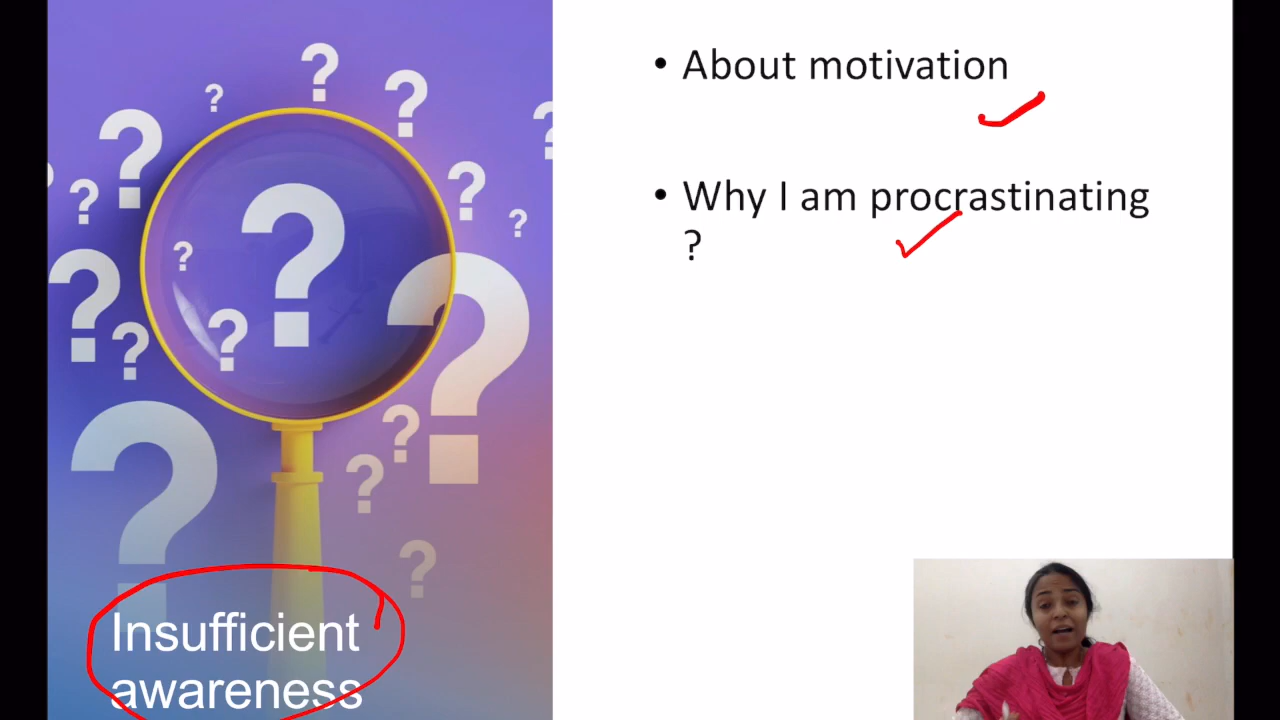 • About motivation
• Why I am procrastinating
?
Insufficient
awareness